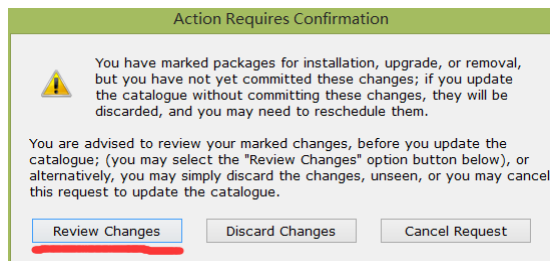 Action Requires Confirmation
You have marked packages for installation, upgrade, or removal,
but you have not yet committed these changes; if you update
the catalogue without committing these changes, they will be
discarded, and you may need to reschedule them.
You are advised to review your marked changes, before you update the
catalogue; (you may select the "Review Changes" option button below), or
alternatively, you may simply discard the changes, unseen, or you may cancel
this request to update the catalogue.
Review Changes Discard Changes Cancel Request